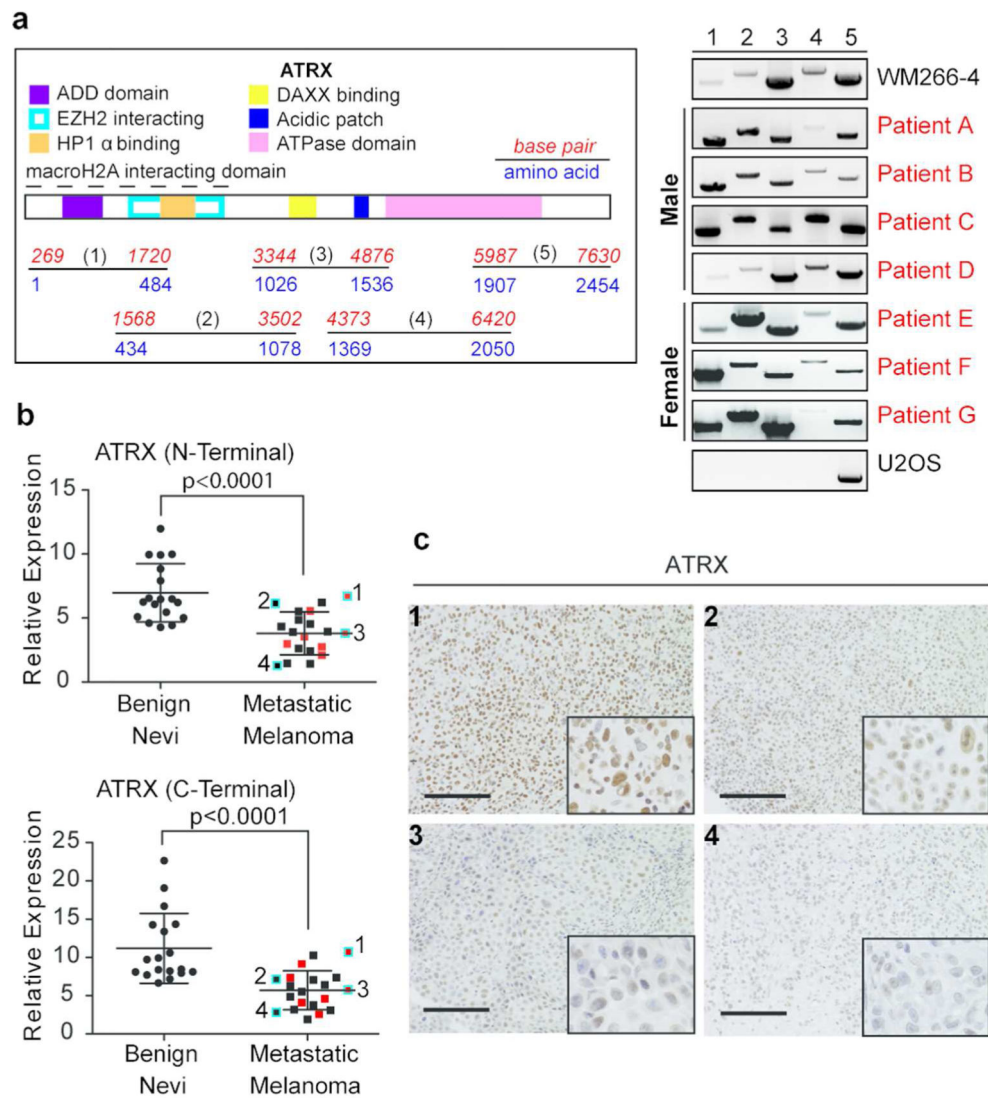 a
ATRX
ADD domain
DAXX binding
EZH2 interacting
Acidic patch
HP1 α binding
ATPase domain
base pair
amino acid
macroH2A interacting domain
269 (1) 1720
1 484
3344 (3) 4876
1026 1536
5987 (5) 7630
1907 2454
1568 (2) 3502
434 1078
4373 (4) 6420
1369 2050
1 2 3 4 5
WM266-4
Male
Patient A
Patient B
Patient C
Patient D
Female
Patient E
Patient F
Patient G
U2OS
b
ATRX (N-Terminal)
p<0.0001
Relative Expression
15
10
5
0
2
1
3
4
Benign Nevi
Metastatic Melanoma
ATRX (C-Terminal)
p<0.0001
Relative Expression
25
20
15
10
5
0
1
2
3
4
Benign Nevi
Metastatic Melanoma
c
ATRX
1
2
3
4